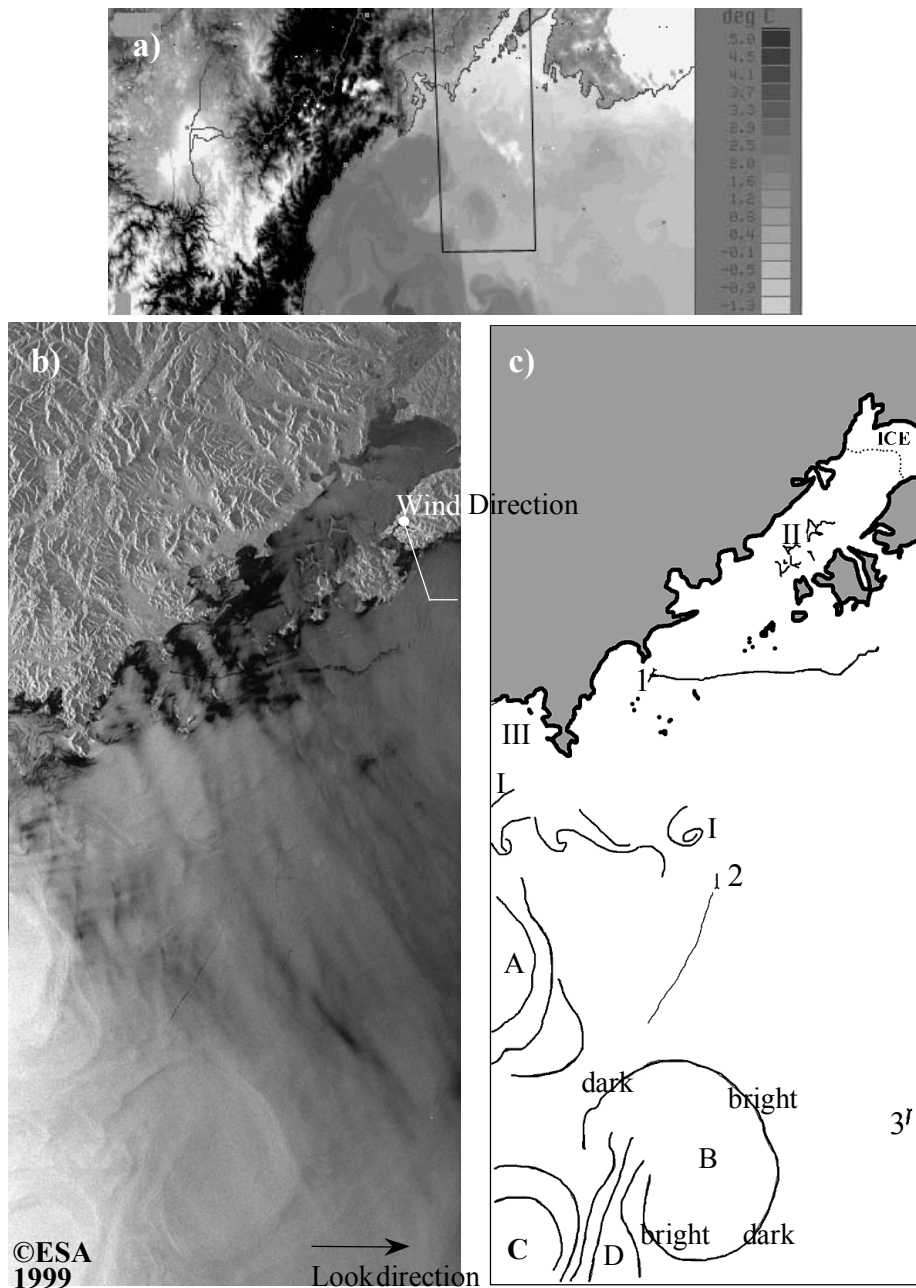 a)
deg C
5.0
4.5
4.1
3.7
3.3
2.9
2.5
2.0
1.6
1.2
0.8
0.4
-0.1
-0.5
-0.9
-1.3
b)
Wind Direction
©ESA
1999
Look direction
c)
ICE
II
1
III
I
I
2
A
dark
bright
3
B
bright
dark
C
D